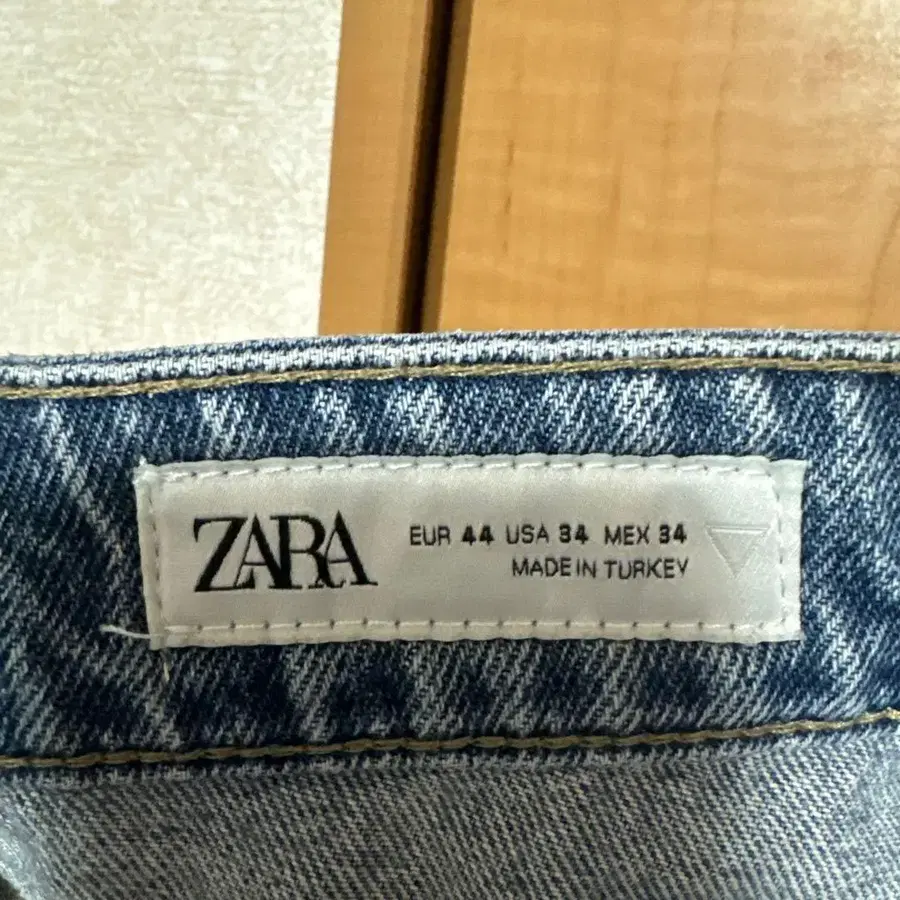 ZARA
EUR 44 USA 34 MEX 34
MADE IN TURKEY